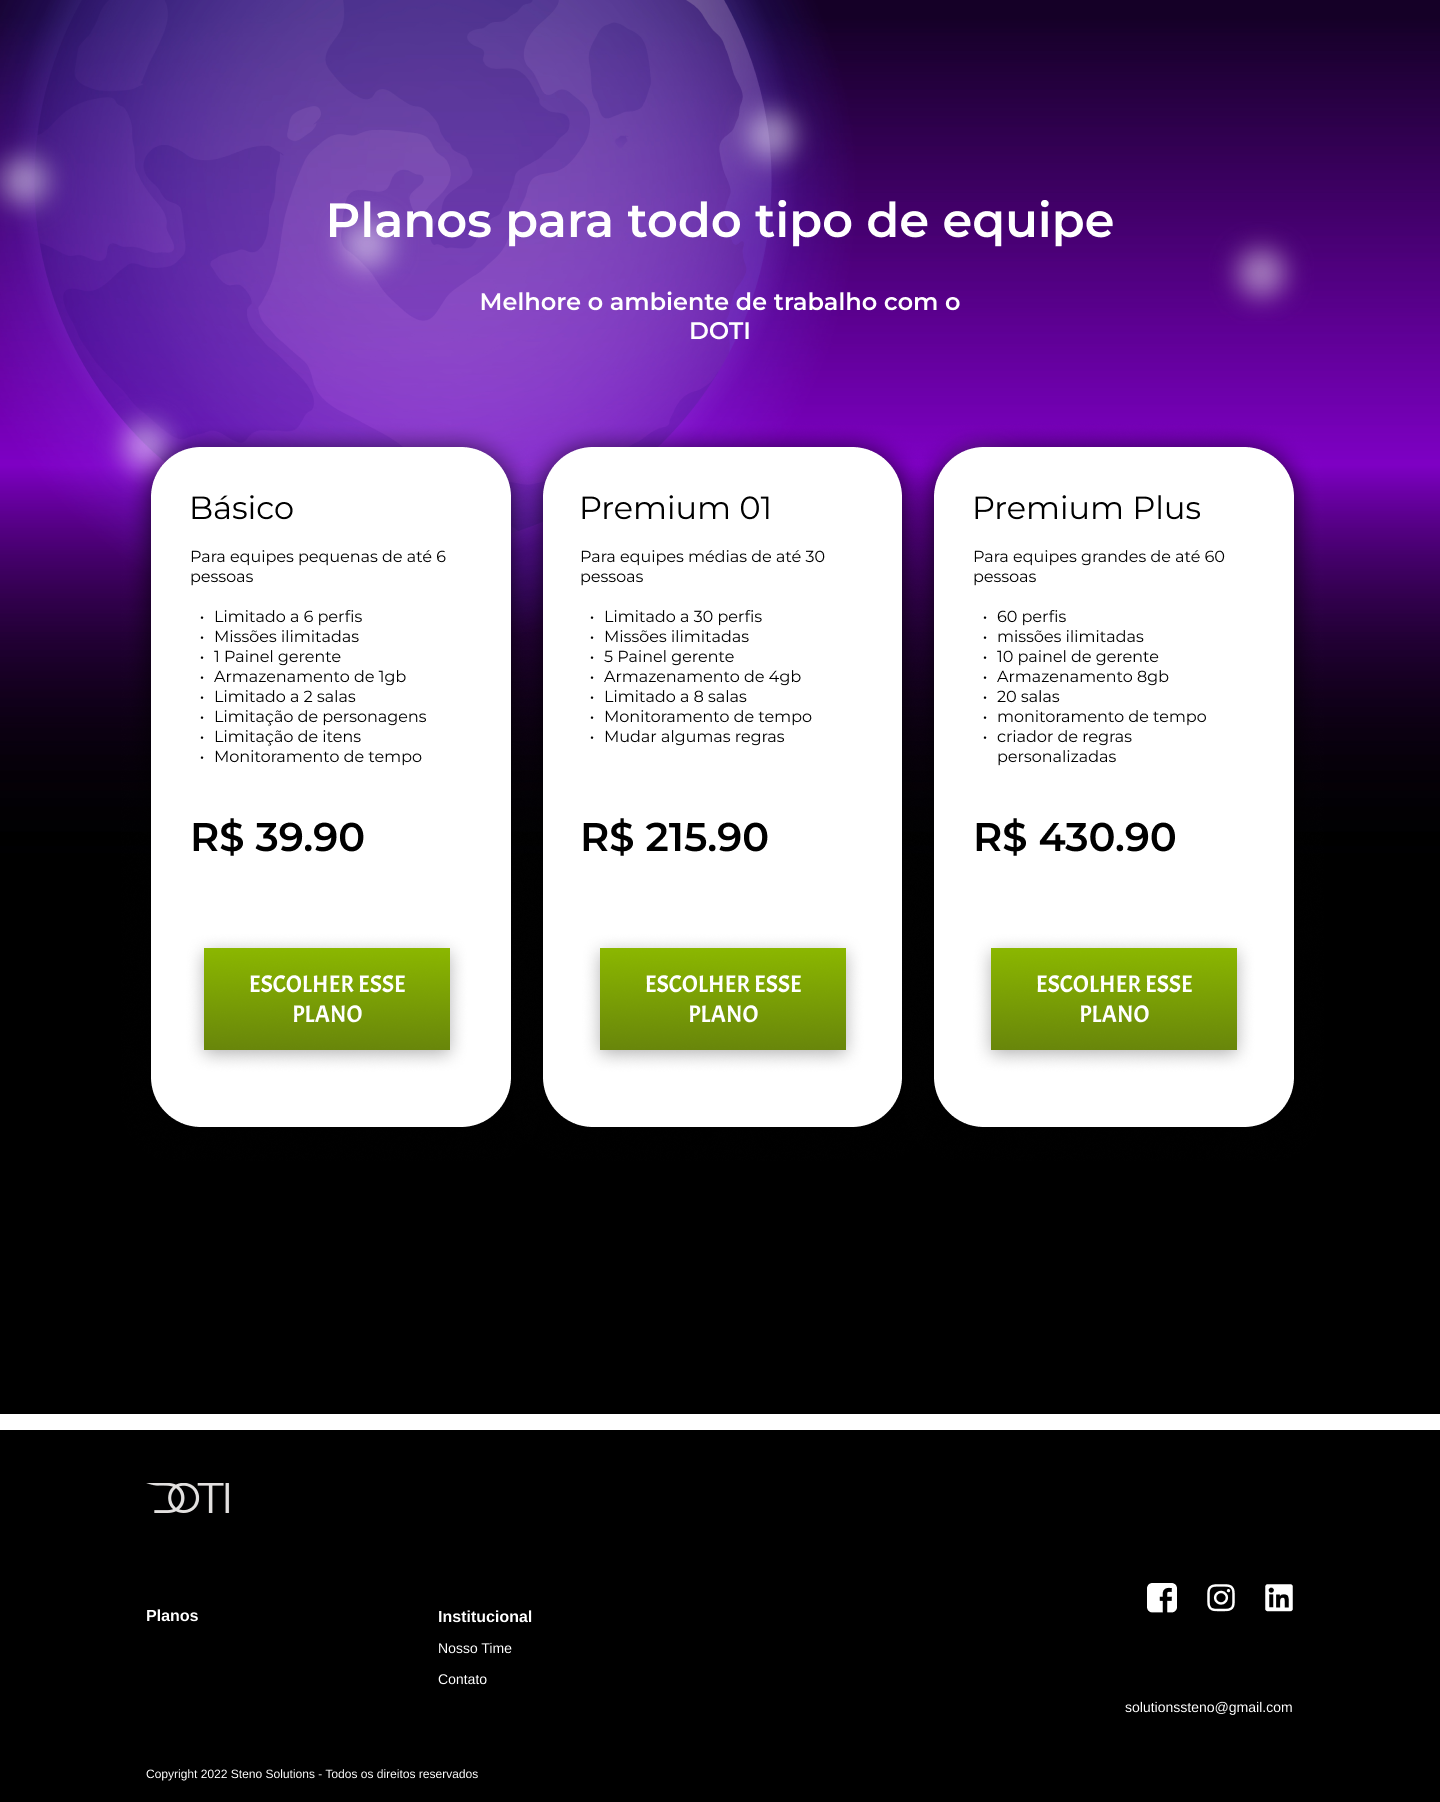 Planos para todo tipo de equipe
Melhore o ambiente de trabalho com o
DOTI
Básico
Para equipes pequenas de até 6
pessoas
• Limitado a 6 perfis
• Missões ilimitadas
• 1 Painel gerente
• Armazenamento de 1gb
• Limitado a 2 salas
• Limitação de personagens
• Limitação de itens
• Monitoramento de tempo
R$ 39.90
ESCOLHER ESSE
PLANO
Premium 01
Para equipes médias de até 30
pessoas
• Limitado a 30 perfis
• Missões ilimitadas
• 5 Painel gerente
• Armazenamento de 4gb
• Limitado a 8 salas
• Monitoramento de tempo
• Mudar algumas regras
R$ 215.90
ESCOLHER ESSE
PLANO
Premium Plus
Para equipes grandes de até 60
pessoas
• 60 perfis
• missões ilimitadas
• 10 painel de gerente
• Armazenamento 8gb
• 20 salas
• monitoramento de tempo
• criador de regras
personalizadas
R$ 430.90
ESCOLHER ESSE
PLANO
DOTI
Planos
Institucional
Nosso Time
Contato
solutionssteno@gmail.com
Copyright 2022 Steno Solutions - Todos os direitos reservados